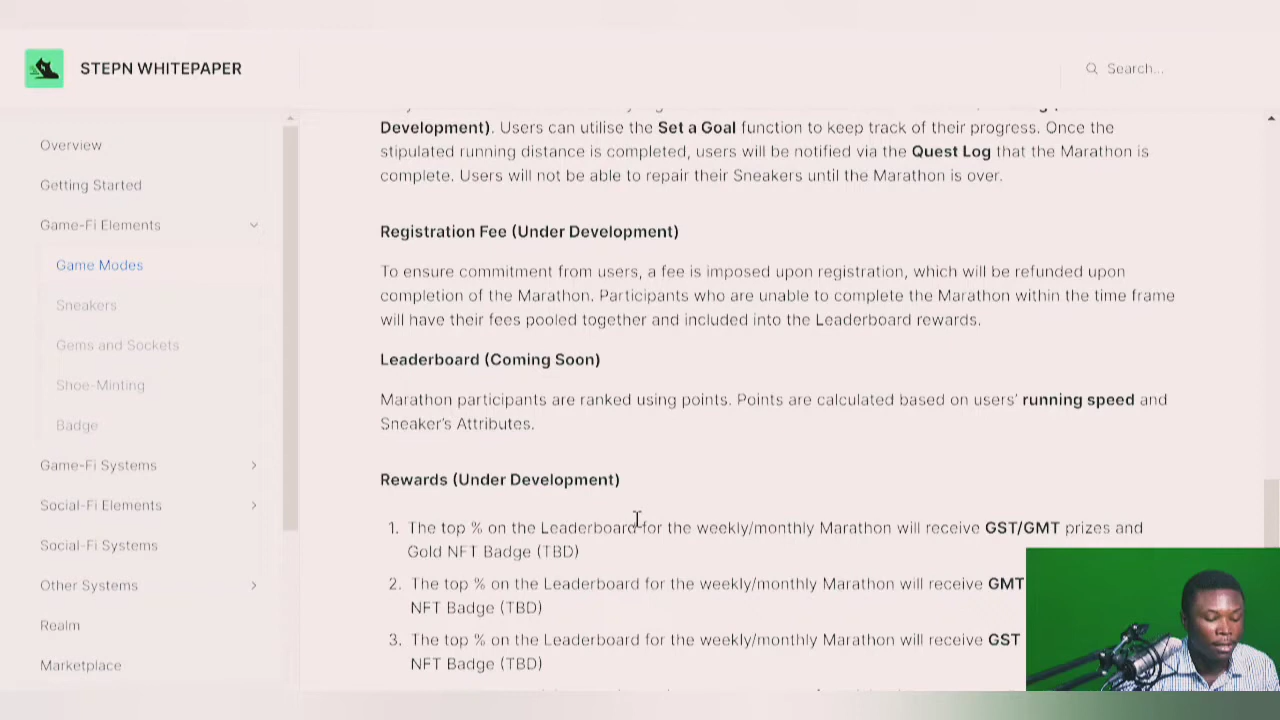 STEPN WHITEPAPER
Search...
Overview
Getting Started
Game-Fi Elements
Game Modes
Sneakers
Gems and Sockets
Shoe-Minting
Badge
Game-Fi Systems
Social-Fi Elements
Social-Fi Systems
Other Systems
Realm
Marketplace
Development). Users can utilise the Set a Goal function to keep track of their progress. Once the
stipulated running distance is completed, users will be notified via the Quest Log that the Marathon is
complete. Users will not be able to repair their Sneakers until the Marathon is over.
Registration Fee (Under Development)
To ensure commitment from users, a fee is imposed upon registration, which will be refunded upon
completion of the Marathon. Participants who are unable to complete the Marathon within the time frame
will have their fees pooled together and included into the Leaderboard rewards.
Leaderboard (Coming Soon)
Marathon participants are ranked using points. Points are calculated based on users’ running speed and
Sneaker’s Attributes.
Rewards (Under Development)
1. The top % on the Leaderboard for the weekly/monthly Marathon will receive GST/GMT prizes and
Gold NFT Badge (TBD)
2. The top % on the Leaderboard for the weekly/monthly Marathon will receive GMT
NFT Badge (TBD)
3. The top % on the Leaderboard for the weekly/monthly Marathon will receive GST
NFT Badge (TBD)